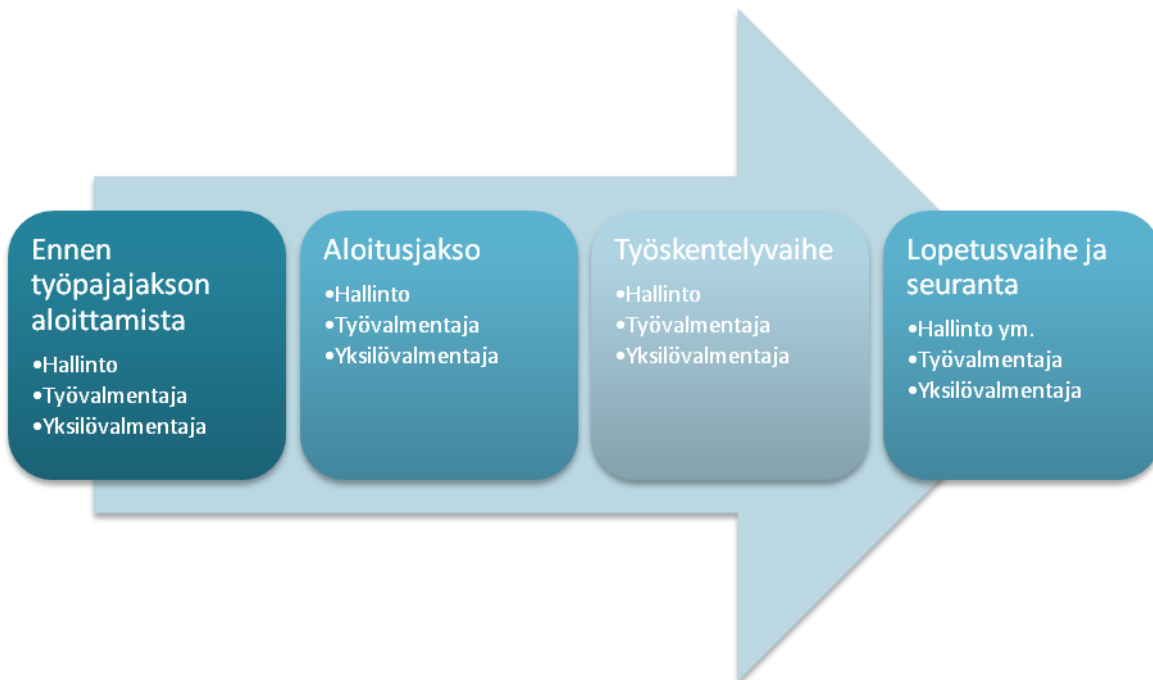 Ennen
työpajajakson
aloittamista
•Hallinto
•Työvalmentaja
•Yksilövalmentaja
Aloitusjakso
•Hallinto
•Työvalmentaja
•Yksilövalmentaja
Työskentelyvaihe
•Hallinto
•Työvalmentaja
•Yksilövalmentaja
Lopetusvaihe ja
seuranta
•Hallinto ym.
•Työvalmentaja
•Yksilövalmentaja